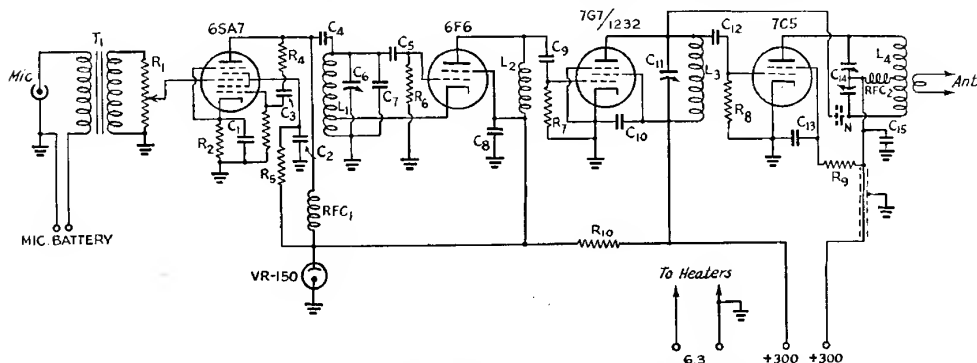 Mic
T1
R1
MIC. BATTERY
6SA7
R4
C4
C1
R2
C3
R5
C2
RFC1
VR-150
L1
C6
C7
C5
R6
6F6
C8
L2
C9
R7
7G7/1232
C10
C11
L3
C12
R8
7C5
C13
R9
C14
N
L4
RFC2
C15
Ant.
R10
To Heaters
6.3
+300
+300